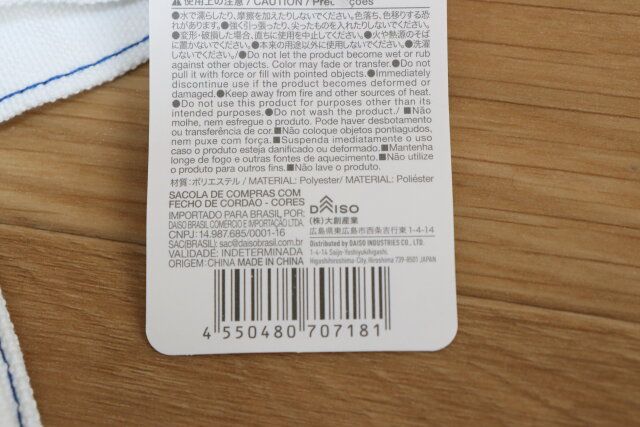 使用上の注意 / CAUTION / Precauções
●水で濡らしたり、摩擦を加えたりしないでください。色落ち、色移りする恐
れがあります。●強く引っ張ったり、尖ったものを入れたりしないでください。
●変形・破損した場合、直ちに使用を中止してください。●火や熱源のそば
に置かないでください。●本来の用途以外に使用しないでください。●洗濯
しないでください。/●Do not let the product become wet or rub
against other objects. Color may fade or transfer.●Do not
pull it with force or fill with pointed objects.●Immediately
discontinue use if the product becomes deformed or
damaged.●Keep away from fire and other sources of heat.
●Do not use this product for purposes other than its
intended purposes.●Do not wash the product./■Não
molhe, nem esfregue o produto. Pode haver desbotamento
ou transferência de cor.■Não coloque objetos pontiagudos,
nem puxe com força.■Suspenda imediatamente o uso
caso o produto esteja danificado ou deformado.■Mantenha
longe de fogo e outras fontes de aquecimento.■Não utilize
o produto para outros fins.■Não lave o produto.
材質:ポリエステル / MATERIAL: Polyester/ MATERIAL: Poliéster
SACOLA DE COMPRAS COM
FECHO DE CORDAO - CORES
IMPORTADO PARA BRASIL POR:
DAISO BRASIL COMERCIO E IMPORTAÇÃO LTDA.
CNPJ: 14.987.685/0001-16
SAC(BRASIL): sac@daisobrasil.com.br
VALIDADE: INDETERMINADA
ORIGEM: CHINA MADE IN CHINA
DAISO
(株)大創産業
広島県東広島市西条吉行東1-4-14
Distributed by DAISO INDUSTRIES CO., LTD.
1-4-14 Saijo-Yoshiyukihigashi,
Higashihiroshima-City, Hiroshima 739-8501 JAPAN
4 550480 707181